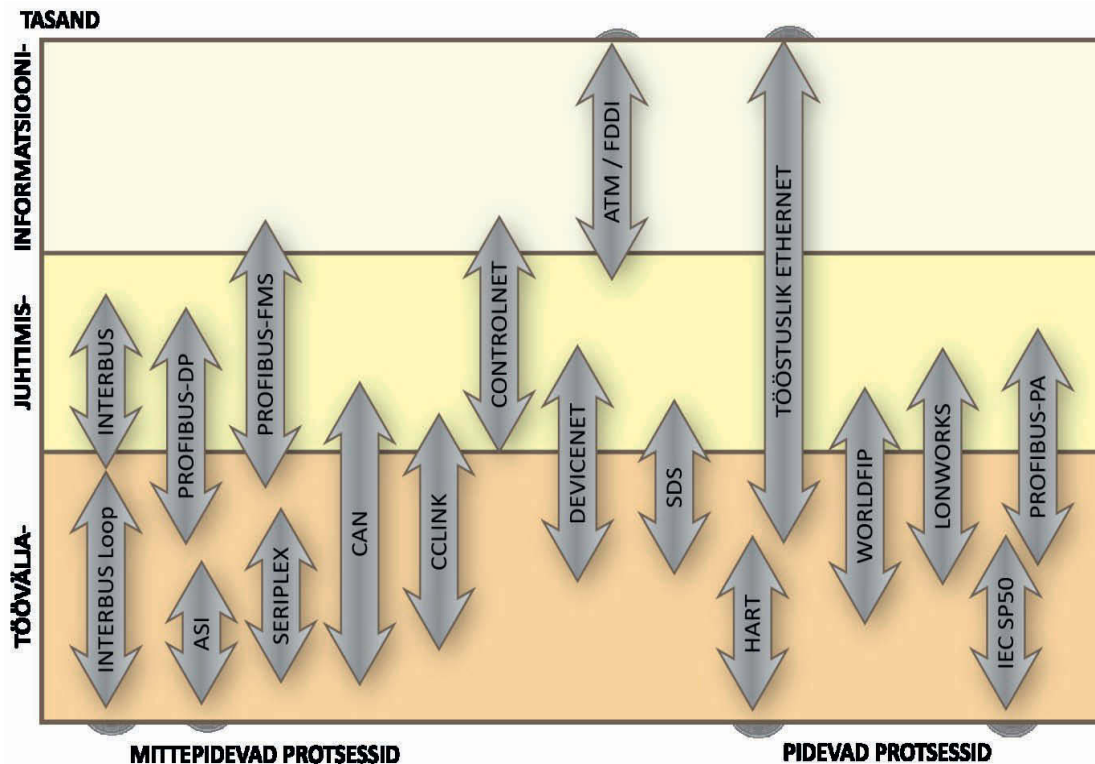 TASAND
INFORMATSIOONI-
JUHTIMIS-
TÖÖVÄLJA-
INTERBUS
INTERBUS Loop
PROFIBUS-DP
ASI
PROFIBUS-FMS
SERIPLEX
CAN
CCLINK
CONTROLNET
DEVICENET
ATM / FDDI
SDS
TÖÖSTUSLIK ETHERNET
HART
WORLDFIP
LONWORKS
PROFIBUS-PA
IEC SP50
MITTEPIDEVAD PROTSESSID
PIDEVAD PROTSESSID